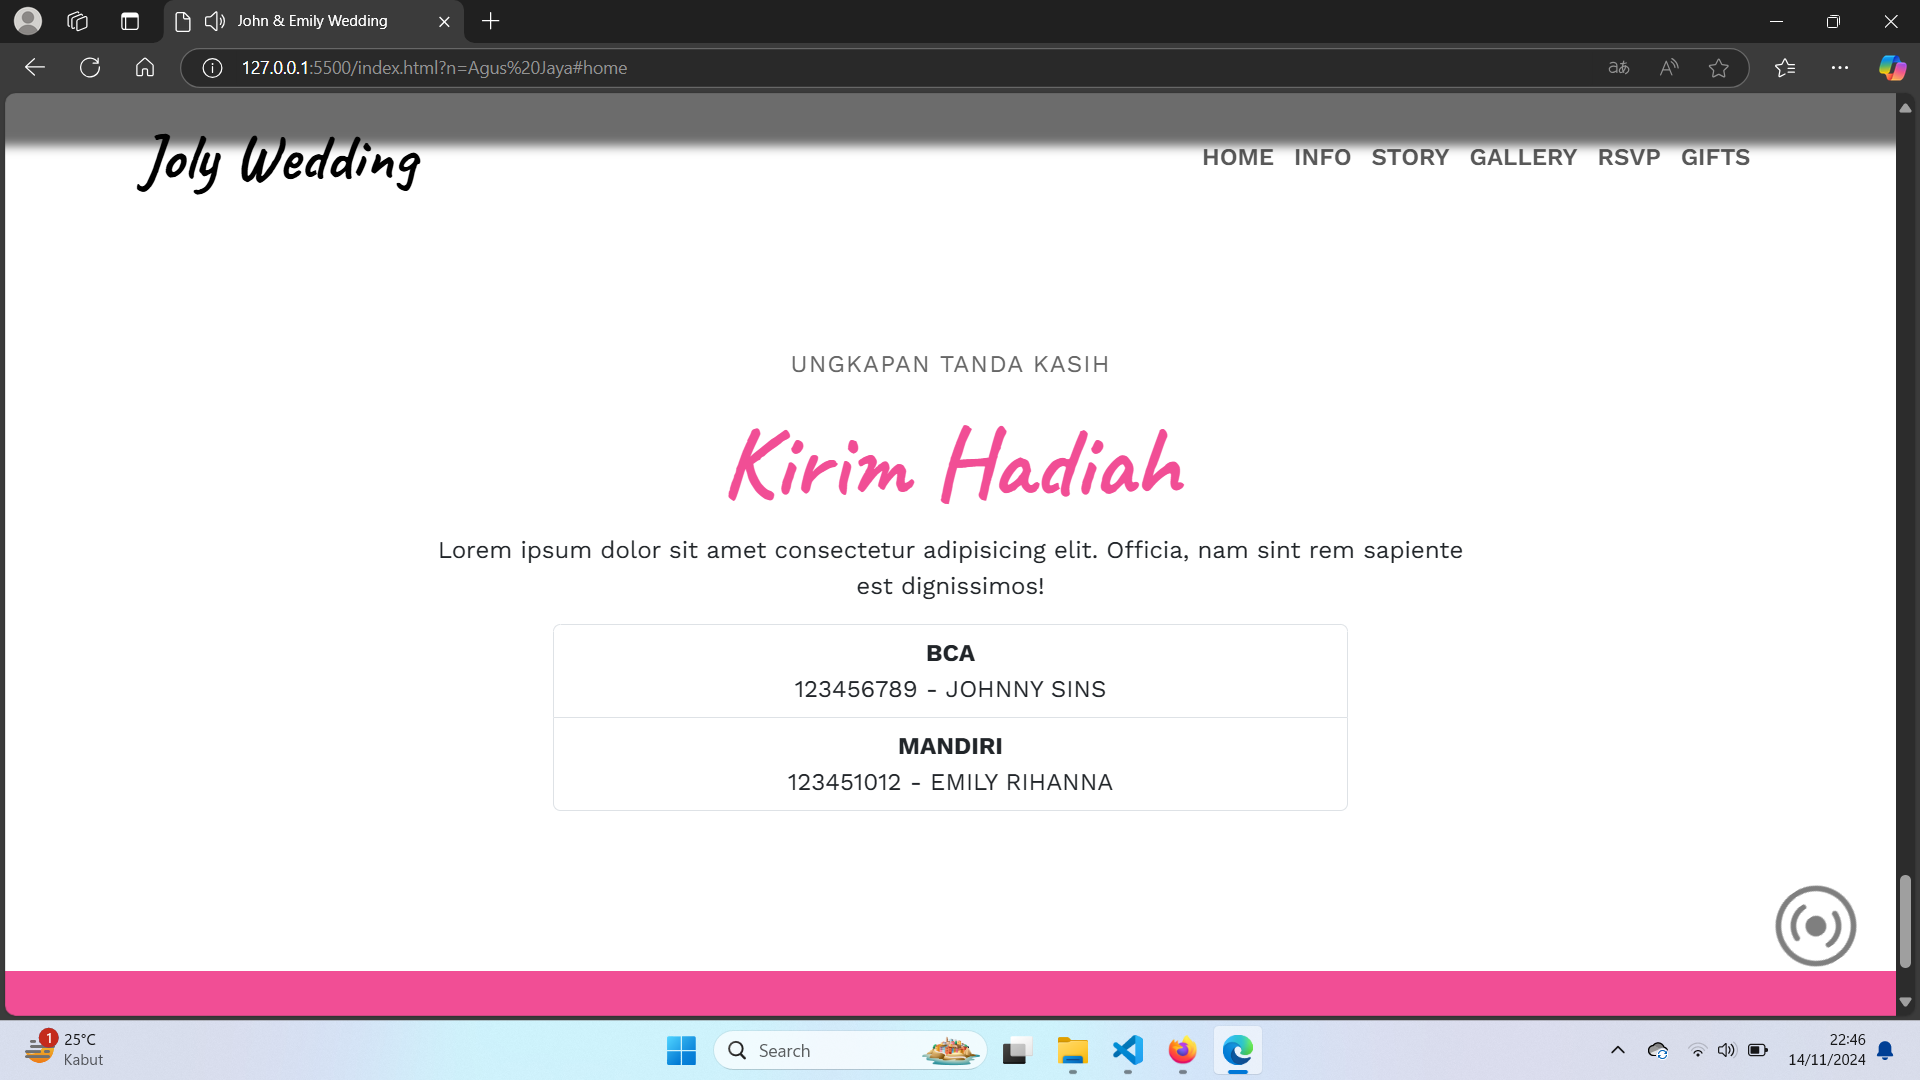 John & Emily Wedding
127.0.0.1:5500/index.html?n=Agus%20Jaya#home
Joly Wedding
HOME INFO STORY GALLERY RSVP GIFTS
UNGKAPAN TANDA KASIH
Kirim Hadiah
Lorem ipsum dolor sit amet consectetur adipisicing elit. Officia, nam sint rem sapiente
est dignissimos!
BCA
123456789 - JOHNNY SINS
MANDIRI
123451012 - EMILY RIHANNA
1
25°C
Kabut
Search
22:46
14/11/2024